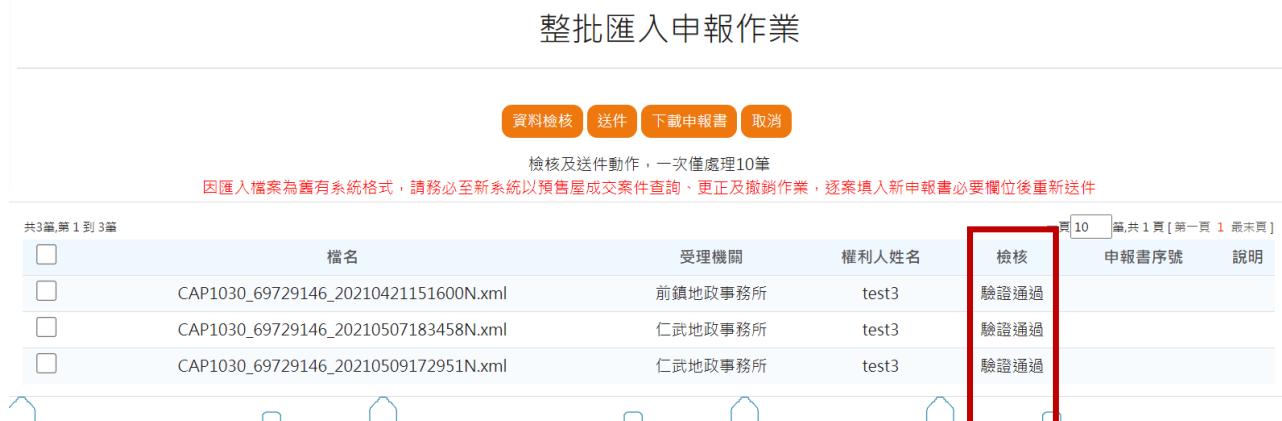 整批匯入申報作業
資料檢核 送件 下載申報書 取消
檢核及送件動作，一次僅處理10筆
因匯入檔案為舊有系統格式，請務必至新系統以預售屋成交案件查詢、更正及撤銷作業，逐案填入新申報書必要欄位後重新送件
共3筆,第 1 到 3筆 一頁 10 筆,共 1 頁 [ 第一頁 1 最末頁 ]
檔名 受理機關 權利人姓名 檢核 申報書序號 說明
CAP1030_69729146_20210421151600N.xml 前鎮地政事務所 test3 驗證通過
CAP1030_69729146_20210507183458N.xml 仁武地政事務所 test3 驗證通過
CAP1030_69729146_20210509172951N.xml 仁武地政事務所 test3 驗證通過